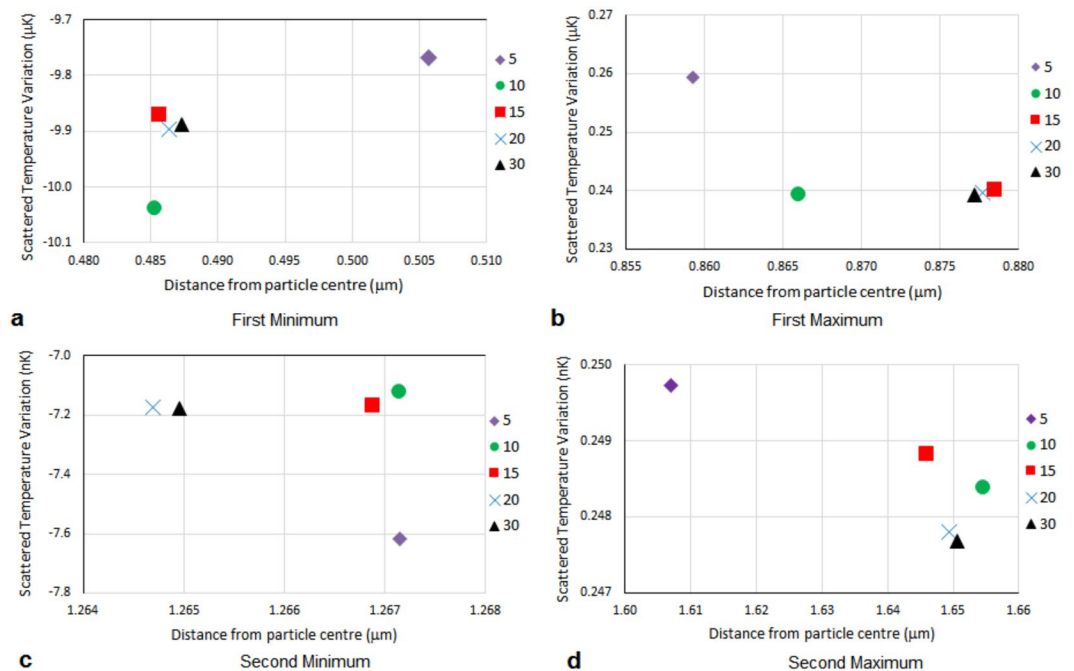 Scattered Temperature Variation (μK)
-9.7
-9.8
-9.9
-10.0
-10.1
0.480 0.485 0.490 0.495 0.500 0.505 0.510
Distance from particle centre (μm)
5
10
15
20
30
a First Minimum
Scattered Temperature Variation (μK)
0.27
0.26
0.25
0.24
0.23
0.855 0.860 0.865 0.870 0.875 0.880
Distance from particle centre (μm)
5
10
15
20
30
b First Maximum
Scattered Temperature Variation (nK)
-7.0
-7.2
-7.4
-7.6
-7.8
1.264 1.265 1.266 1.267 1.268
Distance from particle centre (μm)
5
10
15
20
30
c Second Minimum
Scattered Temperature Variation (nK)
0.250
0.249
0.248
0.247
1.60 1.61 1.62 1.63 1.64 1.65 1.66
Distance from particle centre (μm)
5
10
15
20
30
d Second Maximum